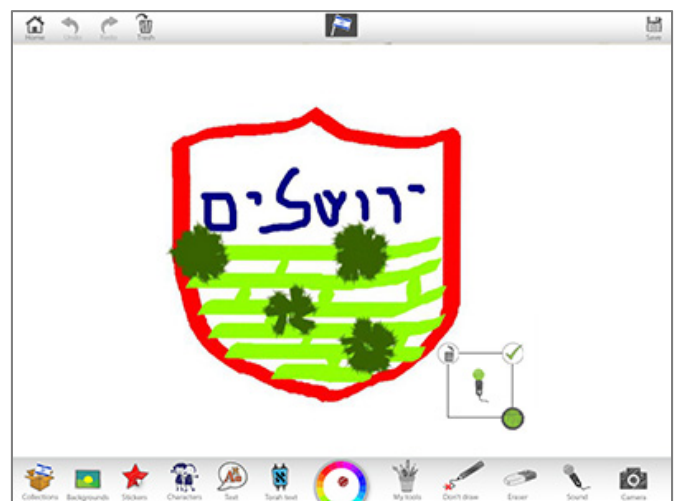 Home Undo Redo Trash Save
ירושלים
Collections Backgrounds Stickers Characters Text Torah text My tools Don't draw Eraser Sound Camera